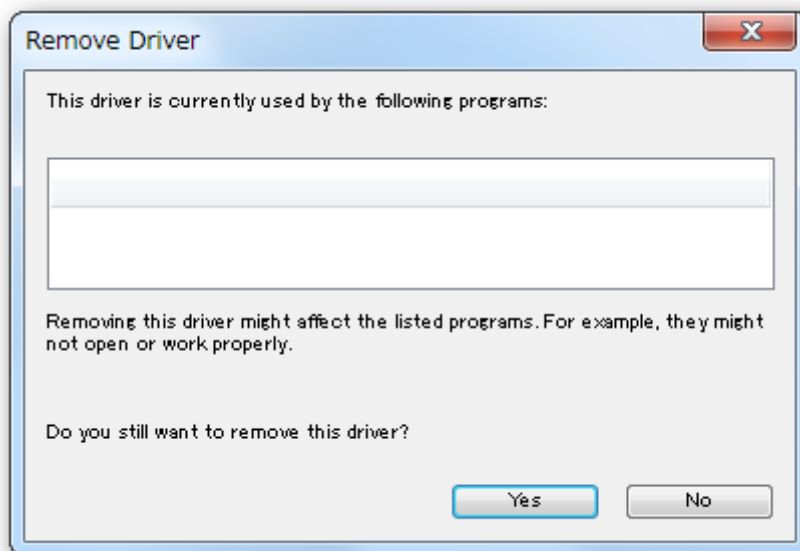 Remove Driver
This driver is currently used by the following programs:
Removing this driver might affect the listed programs. For example, they might
not open or work properly.
Do you still want to remove this driver?
Yes
No